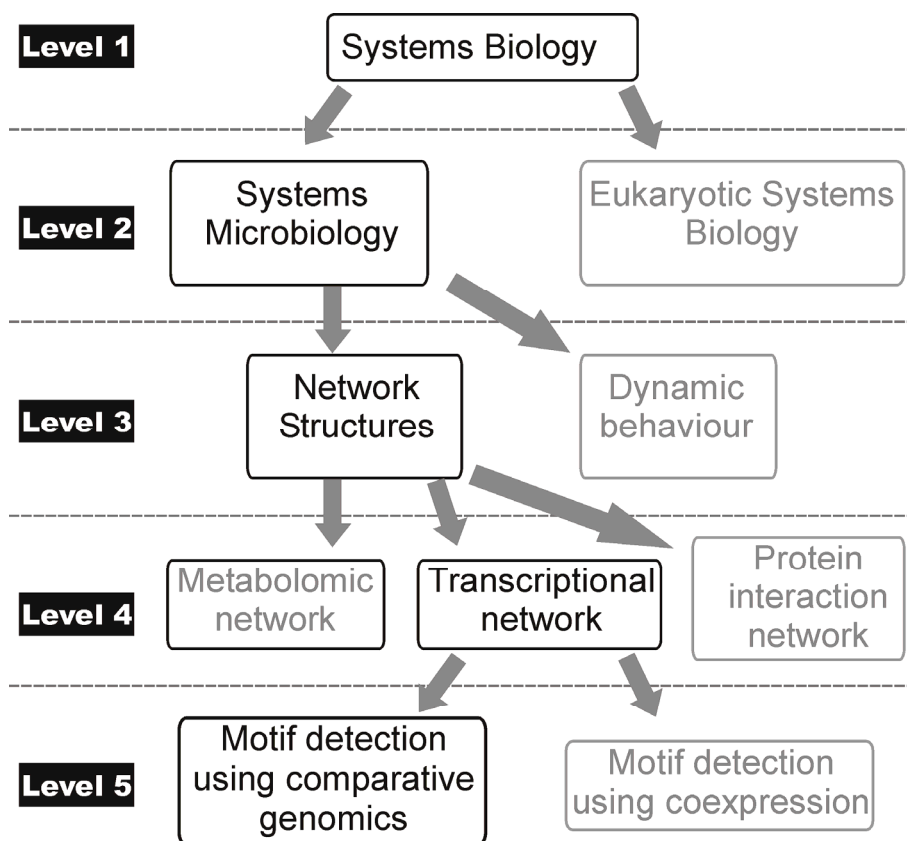 Level 1
Systems Biology
Level 2
Systems
Microbiology
Eukaryotic Systems
Biology
Level 3
Network
Structures
Dynamic
behaviour
Level 4
Metabolomic
network
Transcriptional
network
Protein
interaction
network
Level 5
Motif detection
using comparative
genomics
Motif detection
using coexpression